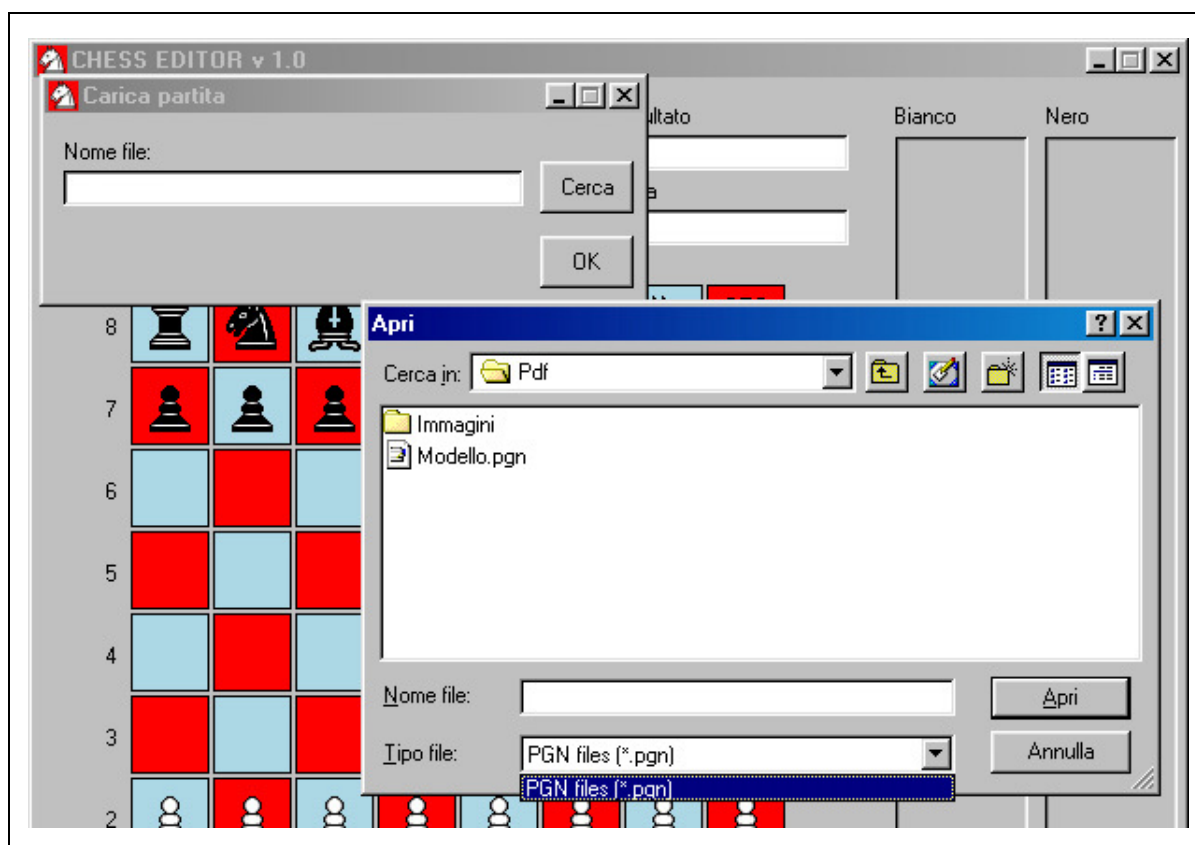 CHESS EDITOR v 1.0
Carica partita
Nome file:
Cerca
OK
ultato
a
Bianco
Nero
8
7
6
5
4
3
2
Apri
Cerca in:
Pdf
Immagini
Modello.pgn
Nome file:
Apri
Tipo file:
PGN files (*.pgn)
Annulla
PGN files (*.pgn)